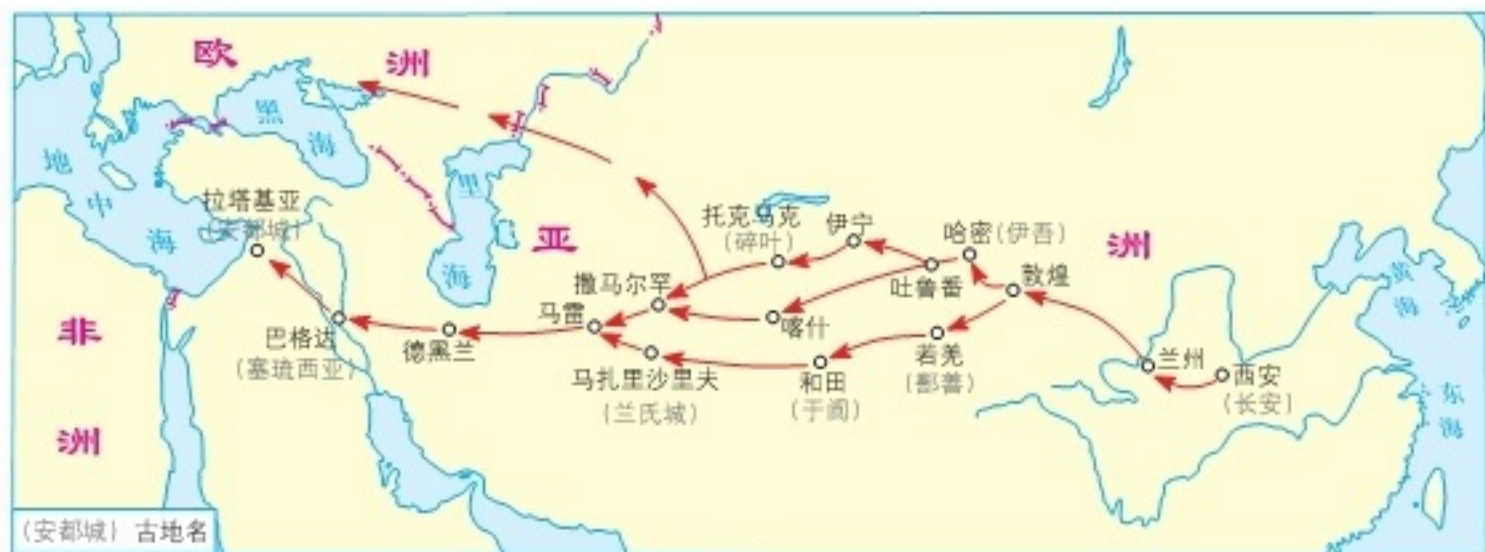 欧洲
黑海
地中海
里海
亚洲
非洲
黄海
东海
拉塔基亚
(安都城)
巴格达
(塞琉西亚)
德黑兰
马雷
撒马尔罕
马扎里沙里夫
(兰氏城)
托克马克
(碎叶)
伊宁
吐鲁番
哈密(伊吾)
敦煌
喀什
和田
(于阗)
若羌
(鄯善)
兰州
西安
(长安)
(安都城) 古地名